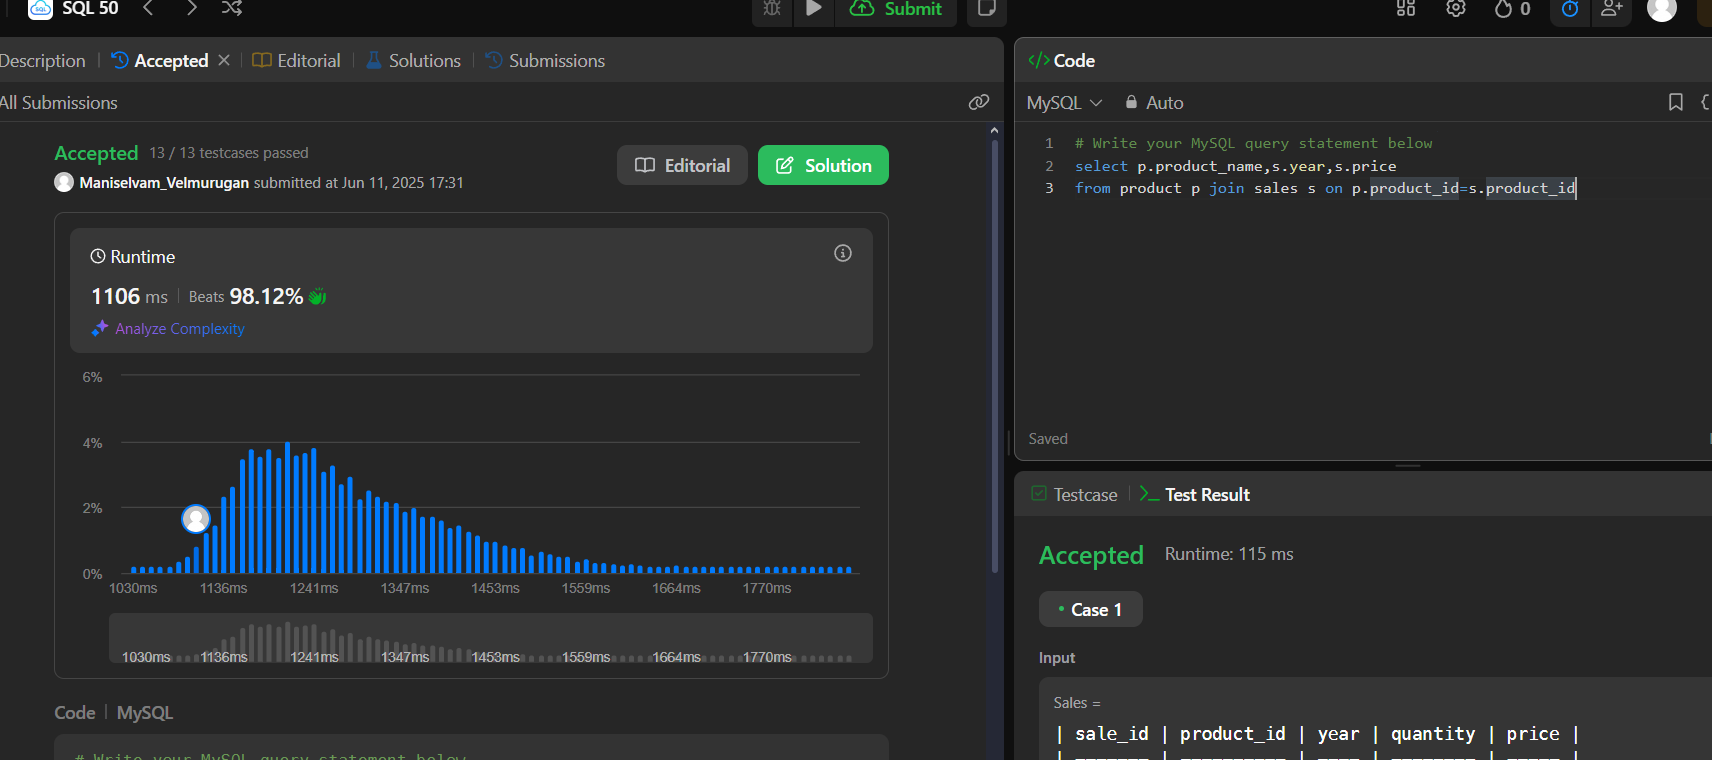 SQL 50
Submit
0
Description
Accepted
Editorial
Solutions
Submissions
All Submissions
Accepted 13 / 13 testcases passed
Maniselvam_Velmurugan submitted at Jun 11, 2025 17:31
Editorial
Solution
Runtime
1106 ms Beats 98.12%
Analyze Complexity
6%
4%
2%
0%
1030ms 1136ms 1241ms 1347ms 1453ms 1559ms 1664ms 1770ms
1030ms 1136ms 1241ms 1347ms 1453ms 1559ms 1664ms 1770ms
Code | MySQL
# Write your MySQL query statement below
</> Code
MySQL Auto
1 # Write your MySQL query statement below
2 select p.product_name,s.year,s.price
3 from product p join sales s on p.product_id=s.product_id
Saved
Testcase
>_ Test Result
Accepted Runtime: 115 ms
• Case 1
Input
Sales =
| sale_id | product_id | year | quantity | price |